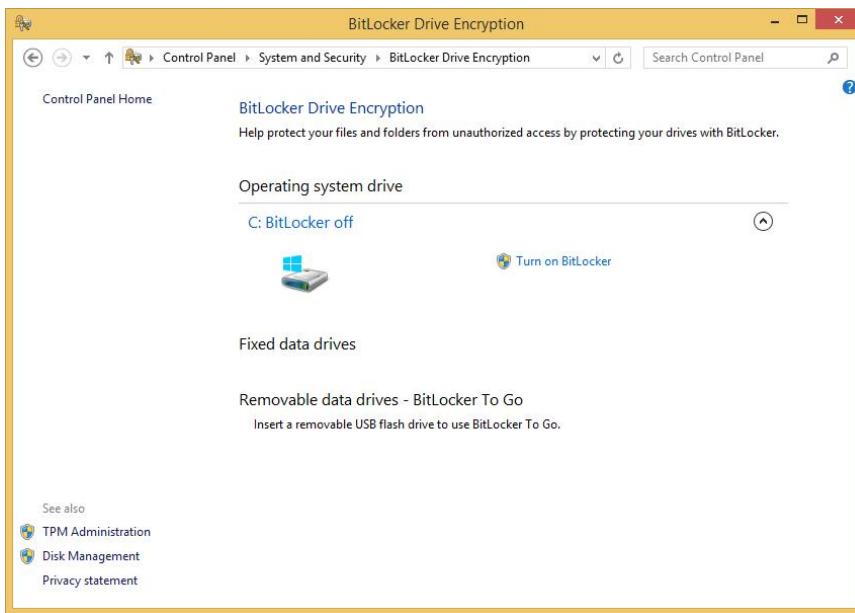 BitLocker Drive Encryption
Control Panel ▸ System and Security ▸ BitLocker Drive Encryption
Search Control Panel
Control Panel Home
BitLocker Drive Encryption
Help protect your files and folders from unauthorized access by protecting your drives with BitLocker.
Operating system drive
C: BitLocker off
Turn on BitLocker
Fixed data drives
Removable data drives - BitLocker To Go
Insert a removable USB flash drive to use BitLocker To Go.
See also
TPM Administration
Disk Management
Privacy statement